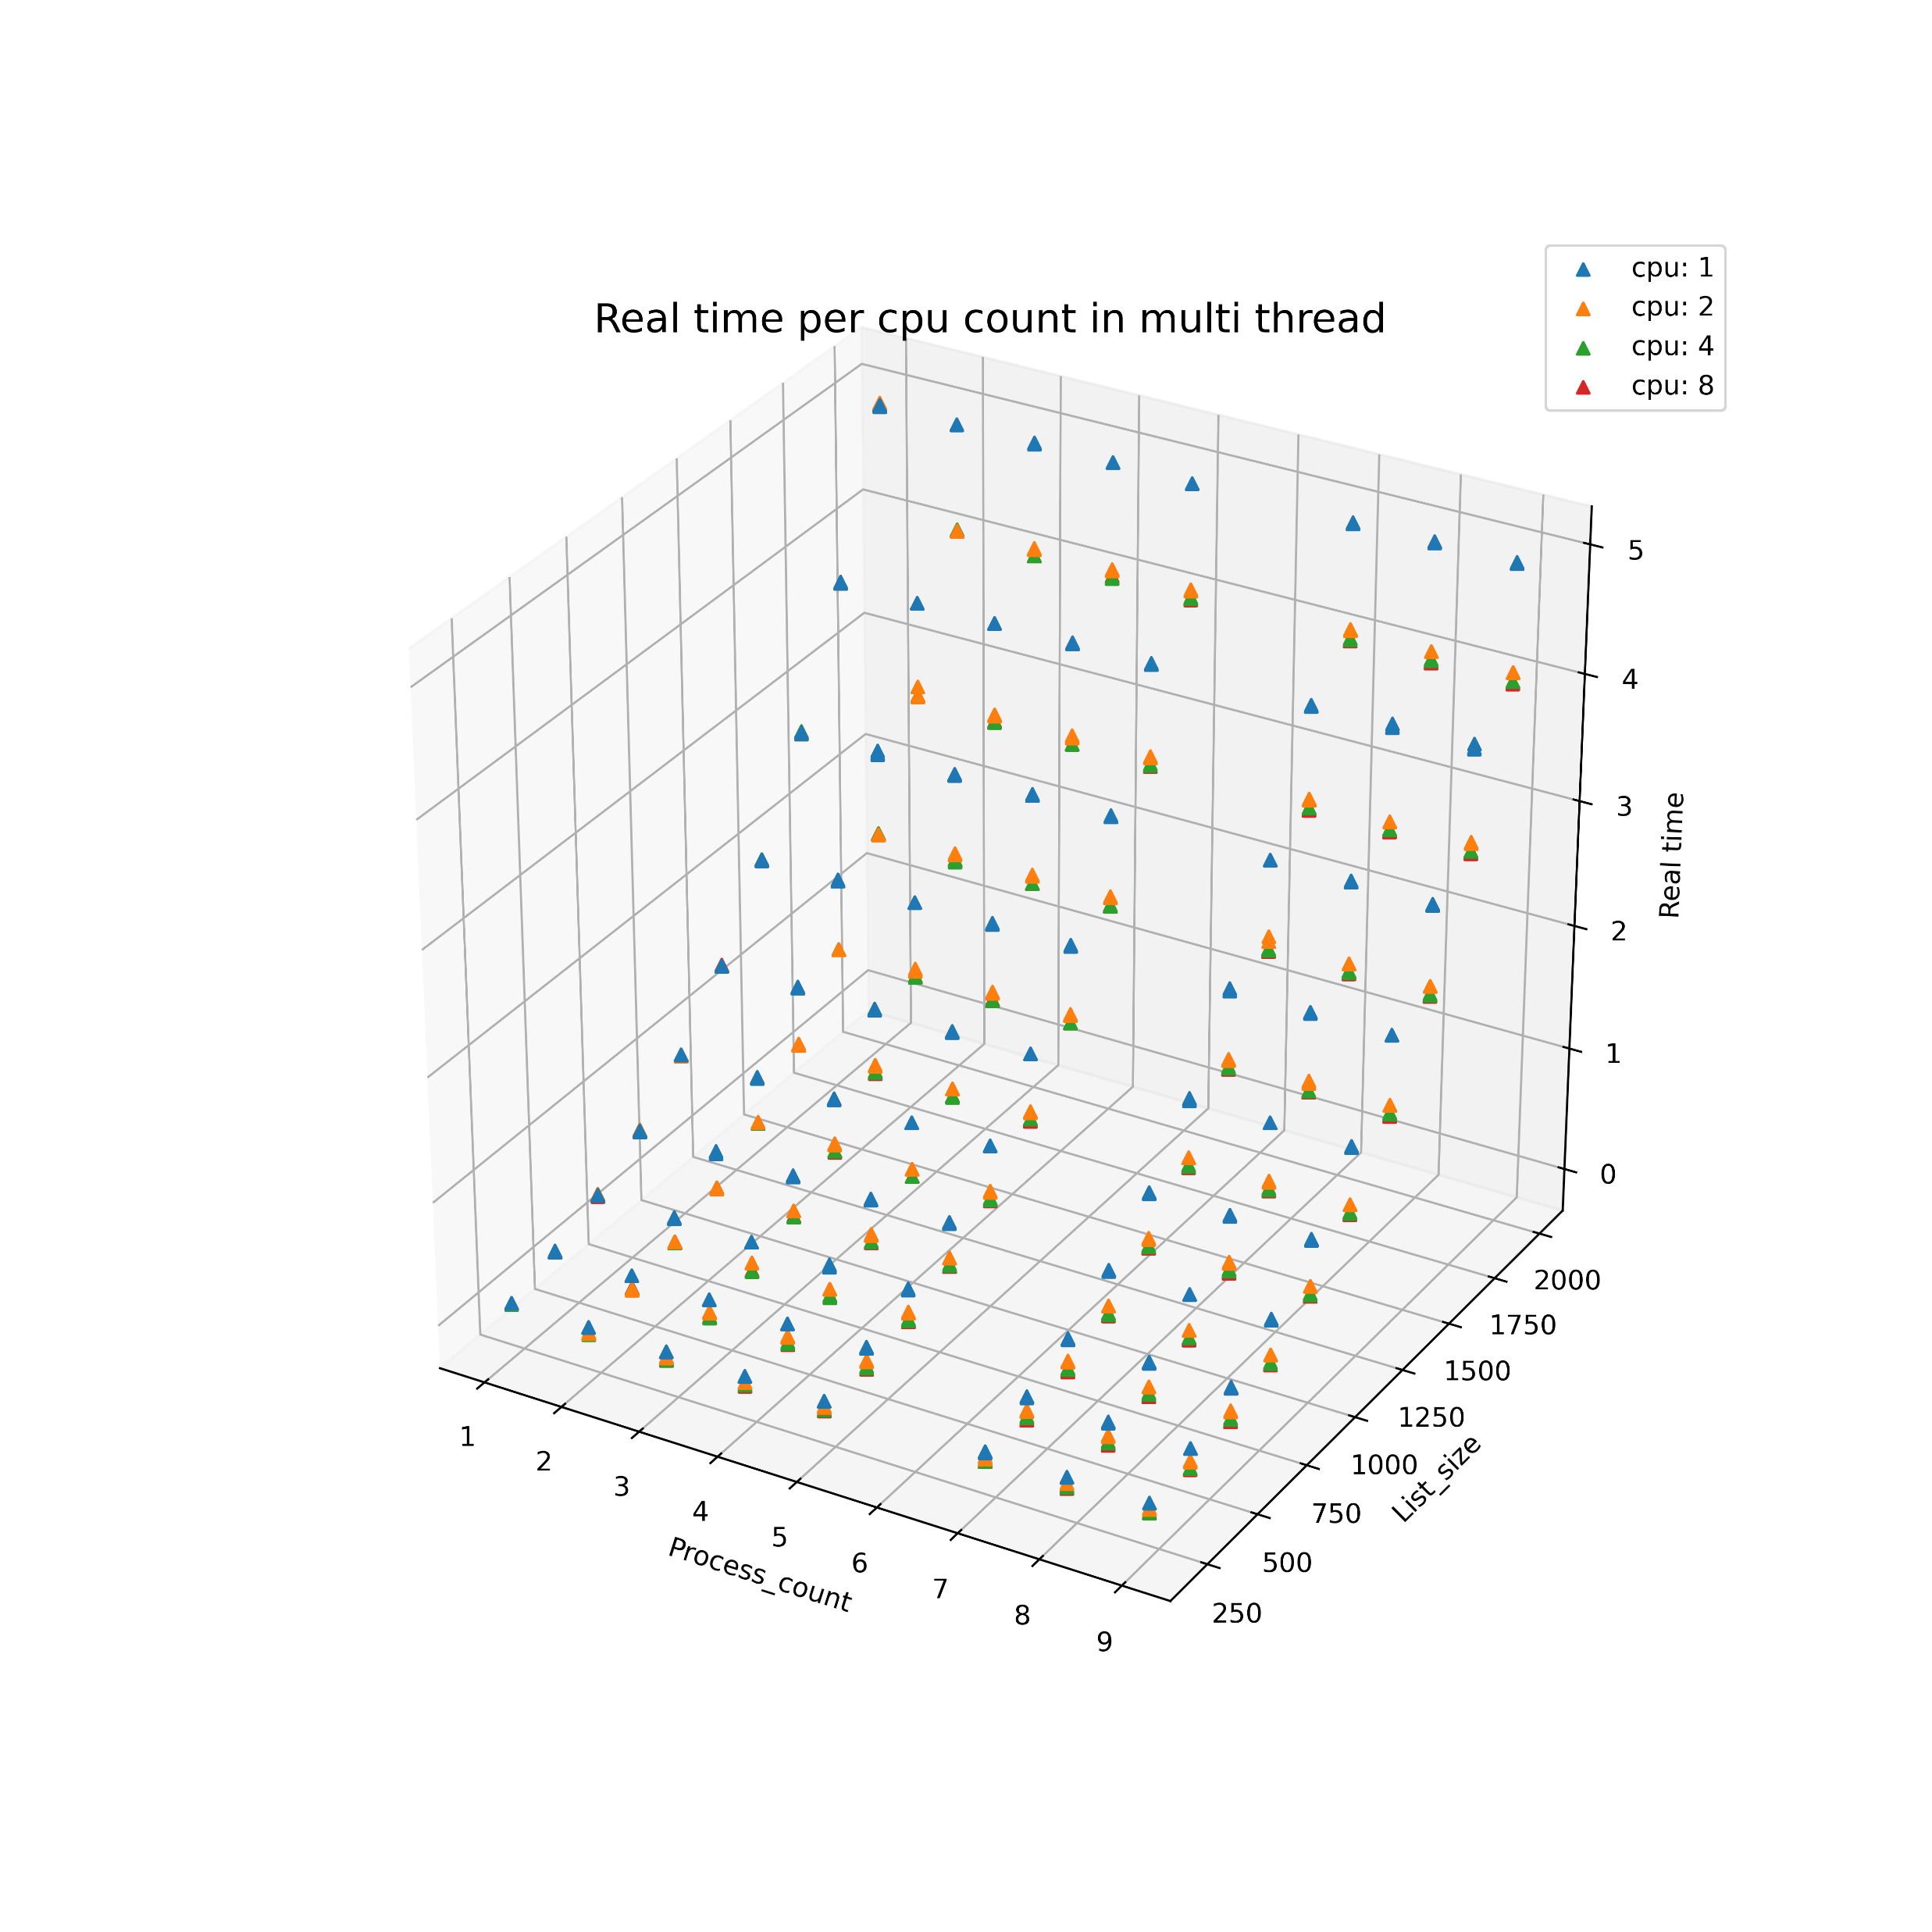 Real time per cpu count in multi thread
cpu: 1
cpu: 2
cpu: 4
cpu: 8
5
4
3
2
1
0
Real time
2000
1750
1500
1250
1000
750
500
250
List_size
1
2
3
4
5
6
7
8
9
Process_count